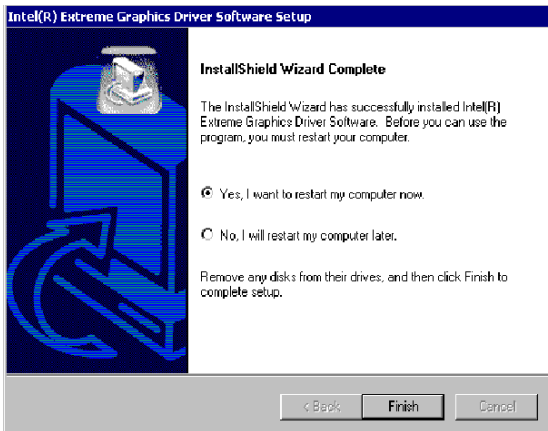 Intel(R) Extreme Graphics Driver Software Setup
InstallShield Wizard Complete
The InstallShield Wizard has successfully installed Intel(R)
Extreme Graphics Driver Software. Before you can use the
program, you must restart your computer.
Yes, I want to restart my computer now.
No, I will restart my computer later.
Remove any disks from their drives, and then click Finish to
complete setup.
< Back
Finish
Cancel